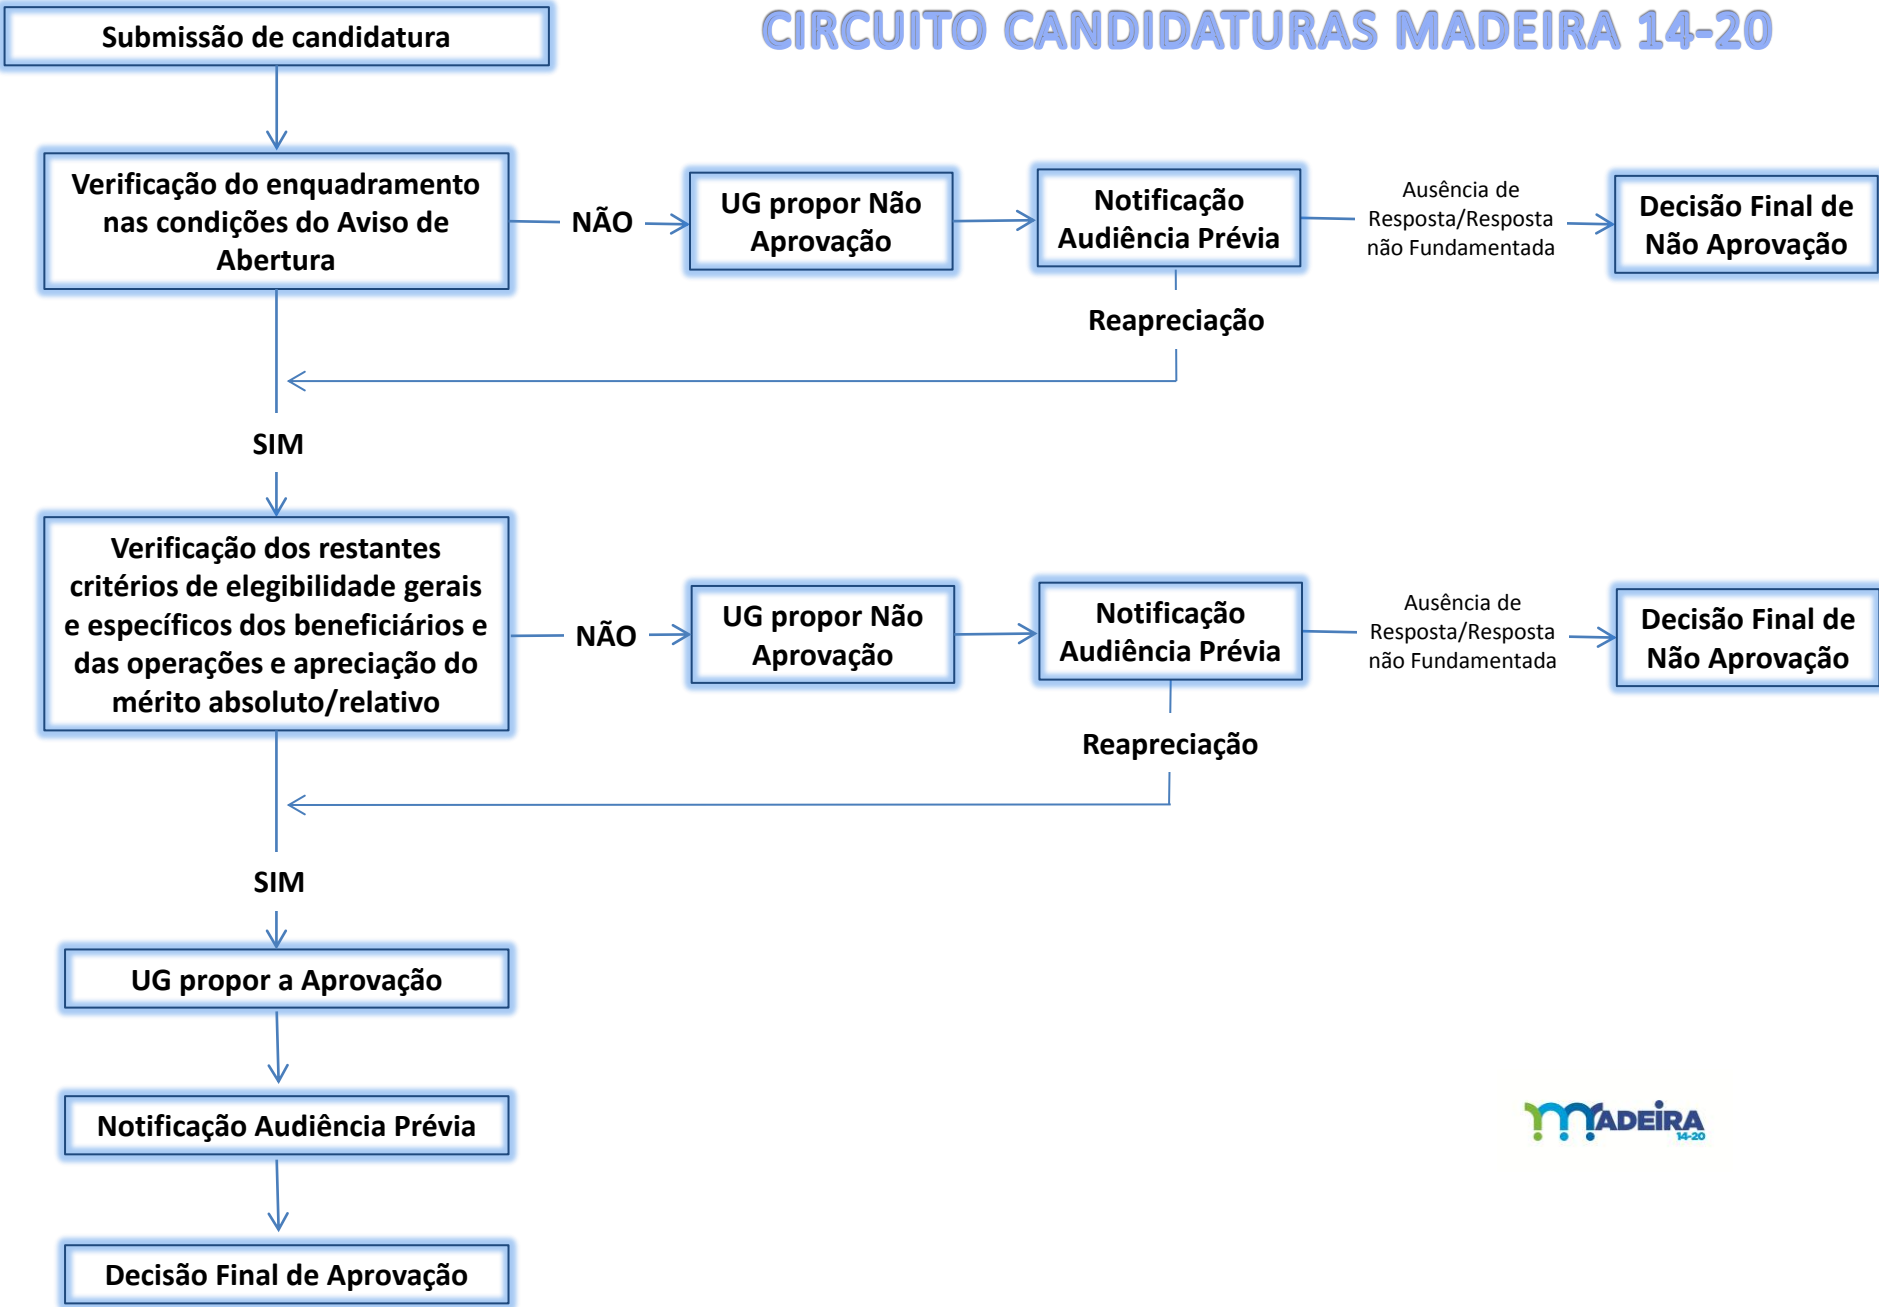 CIRCUITO CANDIDATURAS MADEIRA 14-20
Submissão de candidatura
Verificação do enquadramento
nas condições do Aviso de
Abertura
NÃO
UG propor Não
Aprovação
Notificação
Audiência Prévia
Ausência de
Resposta/Resposta
não Fundamentada
Decisão Final de
Não Aprovação
Reapreciação
SIM
Verificação dos restantes
critérios de elegibilidade gerais
e específicos dos beneficiários e
das operações e apreciação do
mérito absoluto/relativo
NÃO
UG propor Não
Aprovação
Notificação
Audiência Prévia
Ausência de
Resposta/Resposta
não Fundamentada
Decisão Final de
Não Aprovação
Reapreciação
SIM
UG propor a Aprovação
Notificação Audiência Prévia
Decisão Final de Aprovação
MADEIRA
14-20